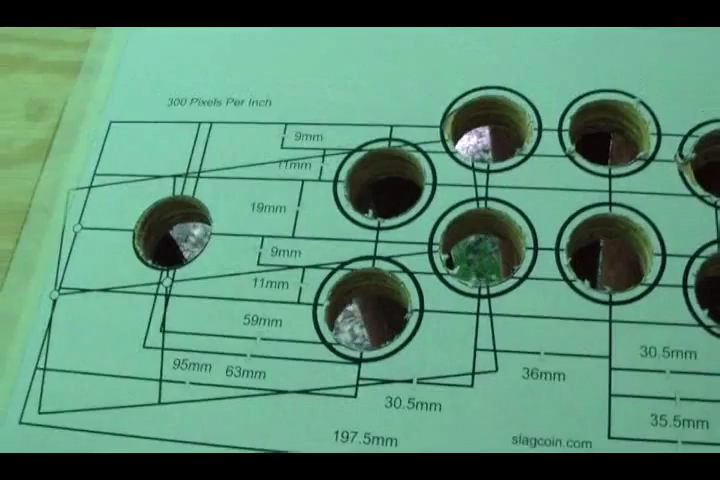 300 Pixels Per Inch
9mm
11mm
19mm
9mm
11mm
59mm
95mm 63mm
30.5mm
36mm
30.5mm
35.5mm
197.5mm
slagcoin.com